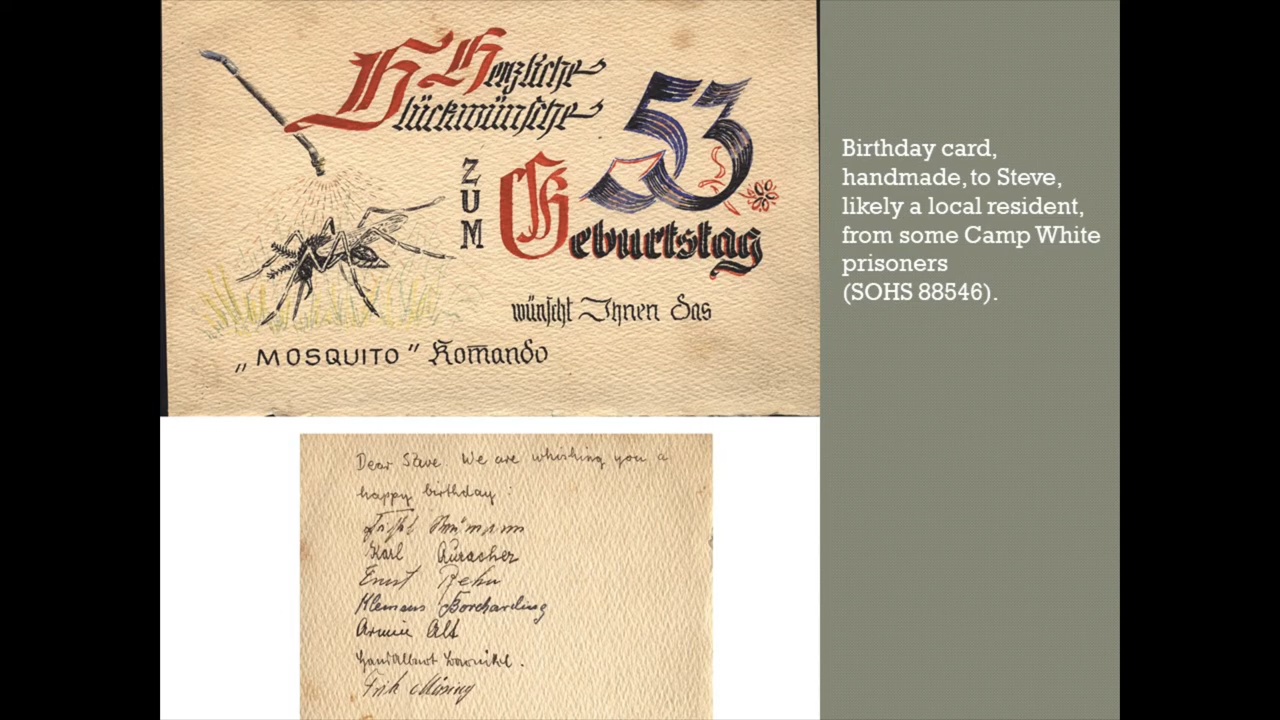 Herzliche
Glückwünsche
53
ZUM
Geburtstag
wünscht Ihnen das
„MOSQUITO" Komando
Birthday card,
handmade, to Steve,
likely a local resident,
from some Camp White
prisoners
(SOHS 88546).
Dear Steve. We are whishing you a
happy birthday:
Karl Auracher
Ernst Rehn
Klemens Borcharding
Armin Alt